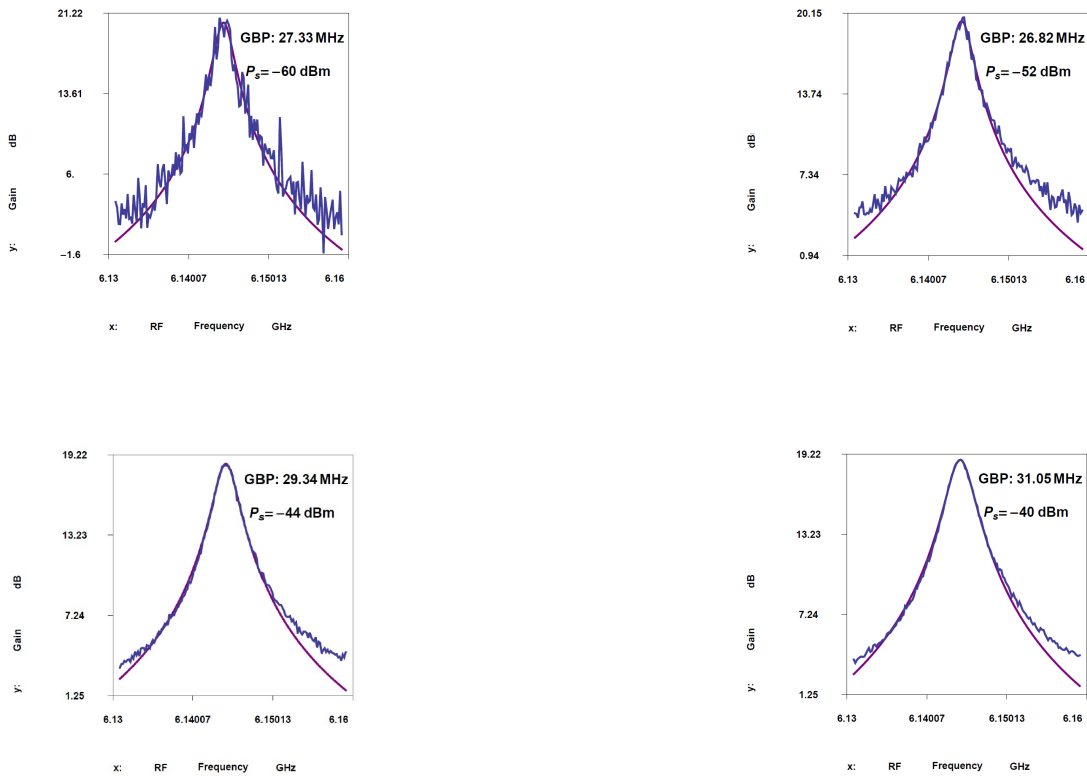 21.22
GBP: 27.33 MHz
Ps= −60 dBm
13.61
dB
6.
Gain
−1.6
y:
6.13 6.14007 6.15013 6.16
x: RF Frequency GHz
20.15
GBP: 26.82 MHz
Ps= −52 dBm
13.74
dB
7.34
Gain
0.94
y:
6.13 6.14007 6.15013 6.16
x: RF Frequency GHz
19.22
GBP: 29.34 MHz
Ps= −44 dBm
13.23
dB
7.24
Gain
1.25
y:
6.13 6.14007 6.15013 6.16
x: RF Frequency GHz
19.22
GBP: 31.05 MHz
Ps= −40 dBm
13.23
dB
7.24
Gain
1.25
y:
6.13 6.14007 6.15013 6.16
x: RF Frequency GHz